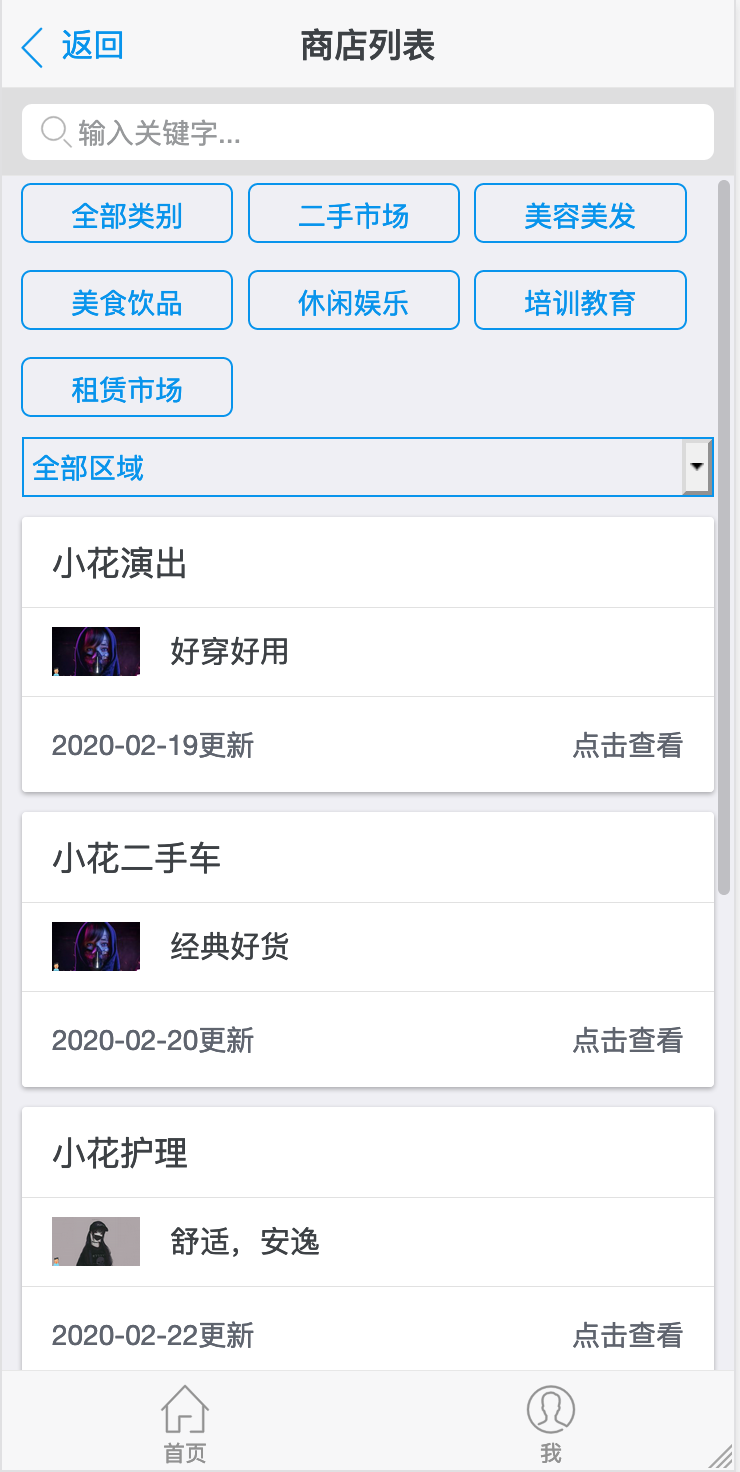 返回 商店列表
输入关键字...
全部类别 二手市场 美容美发
美食饮品 休闲娱乐 培训教育
租赁市场
全部区域
小花演出
好穿好用
2020-02-19更新 点击查看
小花二手车
经典好货
2020-02-20更新 点击查看
小花护理
舒适，安逸
2020-02-22更新 点击查看
首页 我